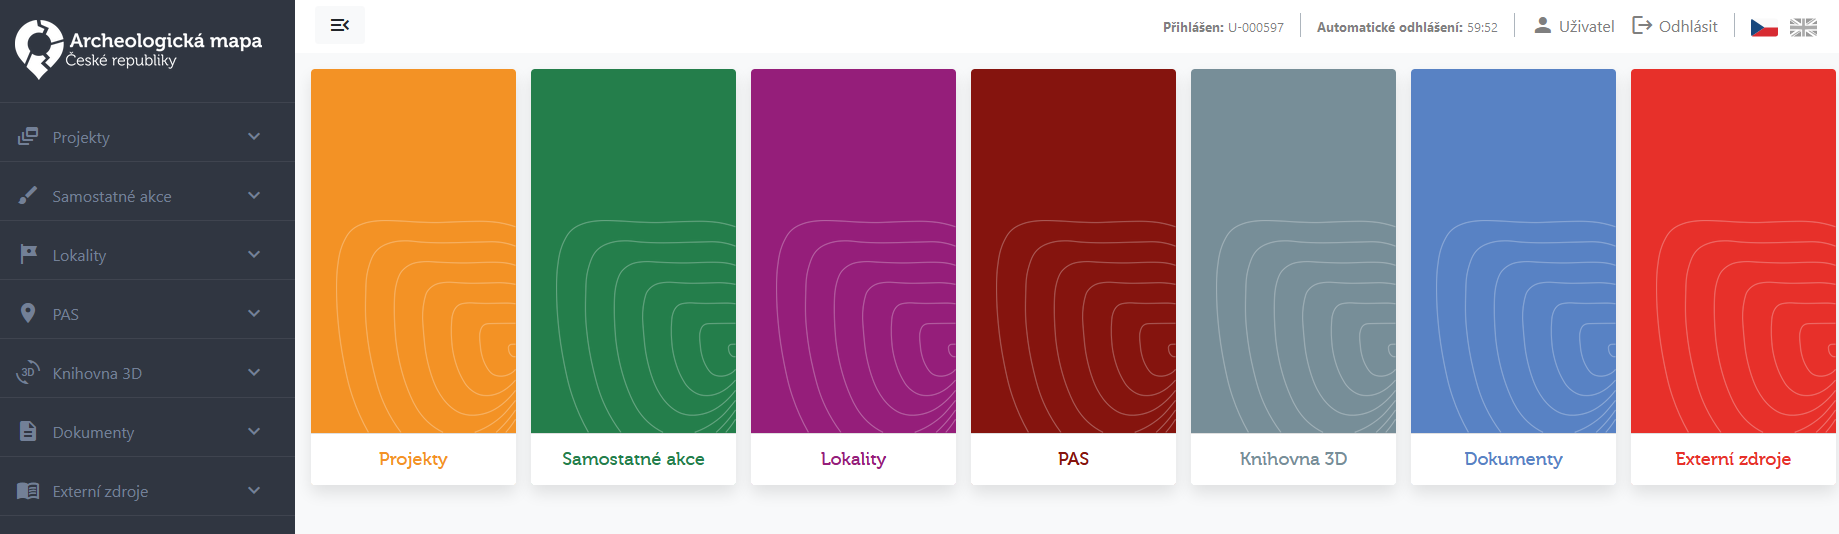 Archeologická mapa
České republiky
Přihlášen: U-000597
Automatické odhlášení: 59:52
Uživatel
Odhlásit
Projekty
Samostatné akce
Lokality
PAS
3D
Knihovna 3D
Dokumenty
Externí zdroje
Projekty
Samostatné akce
Lokality
PAS
Knihovna 3D
Dokumenty
Externí zdroje